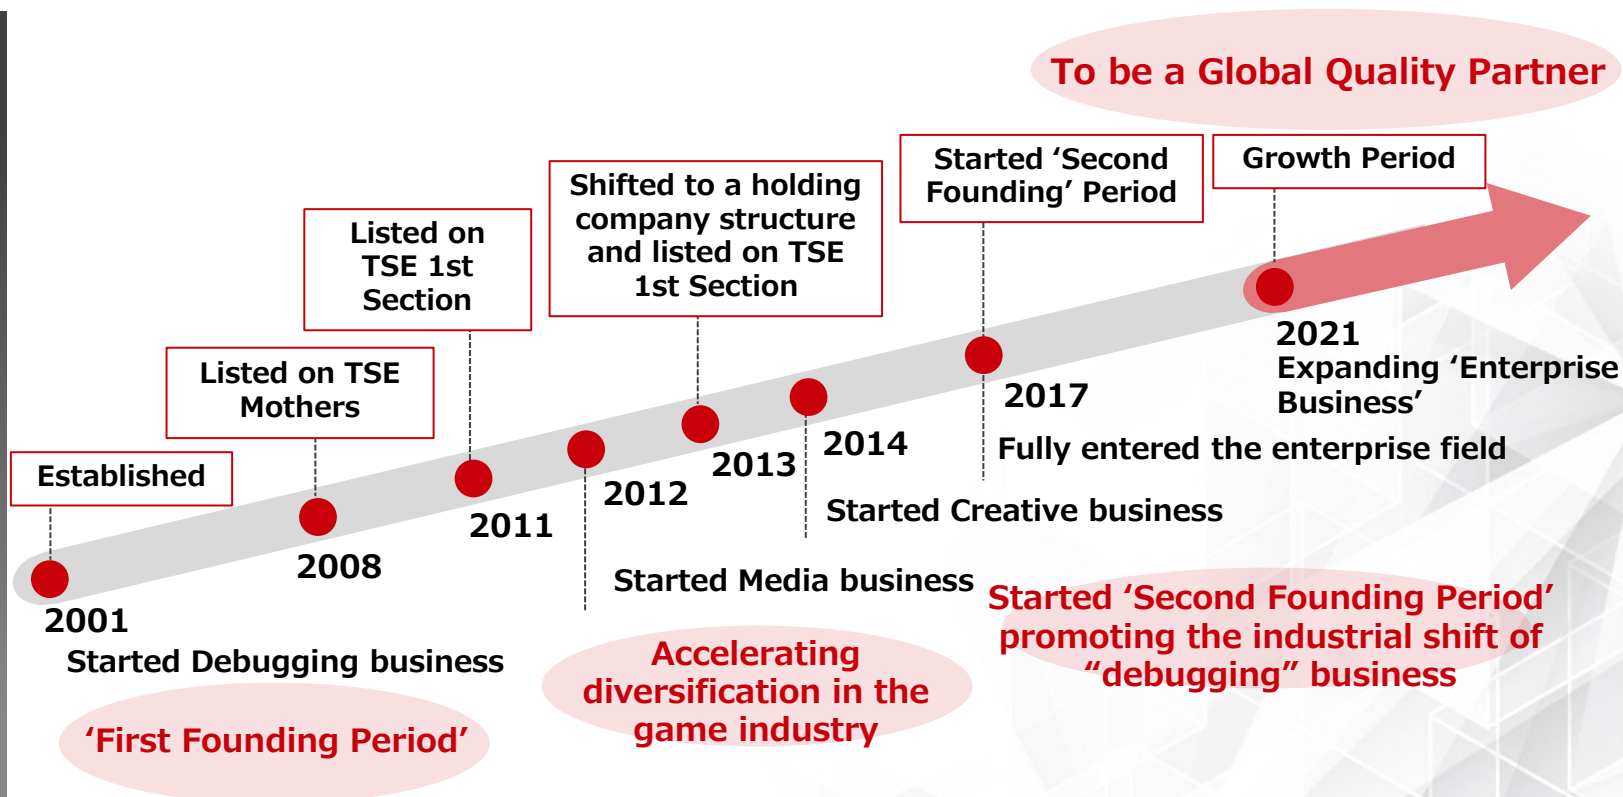 To be a Global Quality Partner
Established
Listed on TSE
Mothers
Listed on
TSE 1st
Section
Shifted to a holding
company structure
and listed on TSE
1st Section
Started ‘Second
Founding’ Period
Growth Period
2001
Started Debugging business
2008
2011
2012
Started Media business
2013
2014
Started Creative business
2017
Fully entered the enterprise field
2021
Expanding ‘Enterprise
Business’
‘First Founding Period’
Accelerating
diversification in the
game industry
Started ‘Second Founding Period’
promoting the industrial shift of
“debugging” business